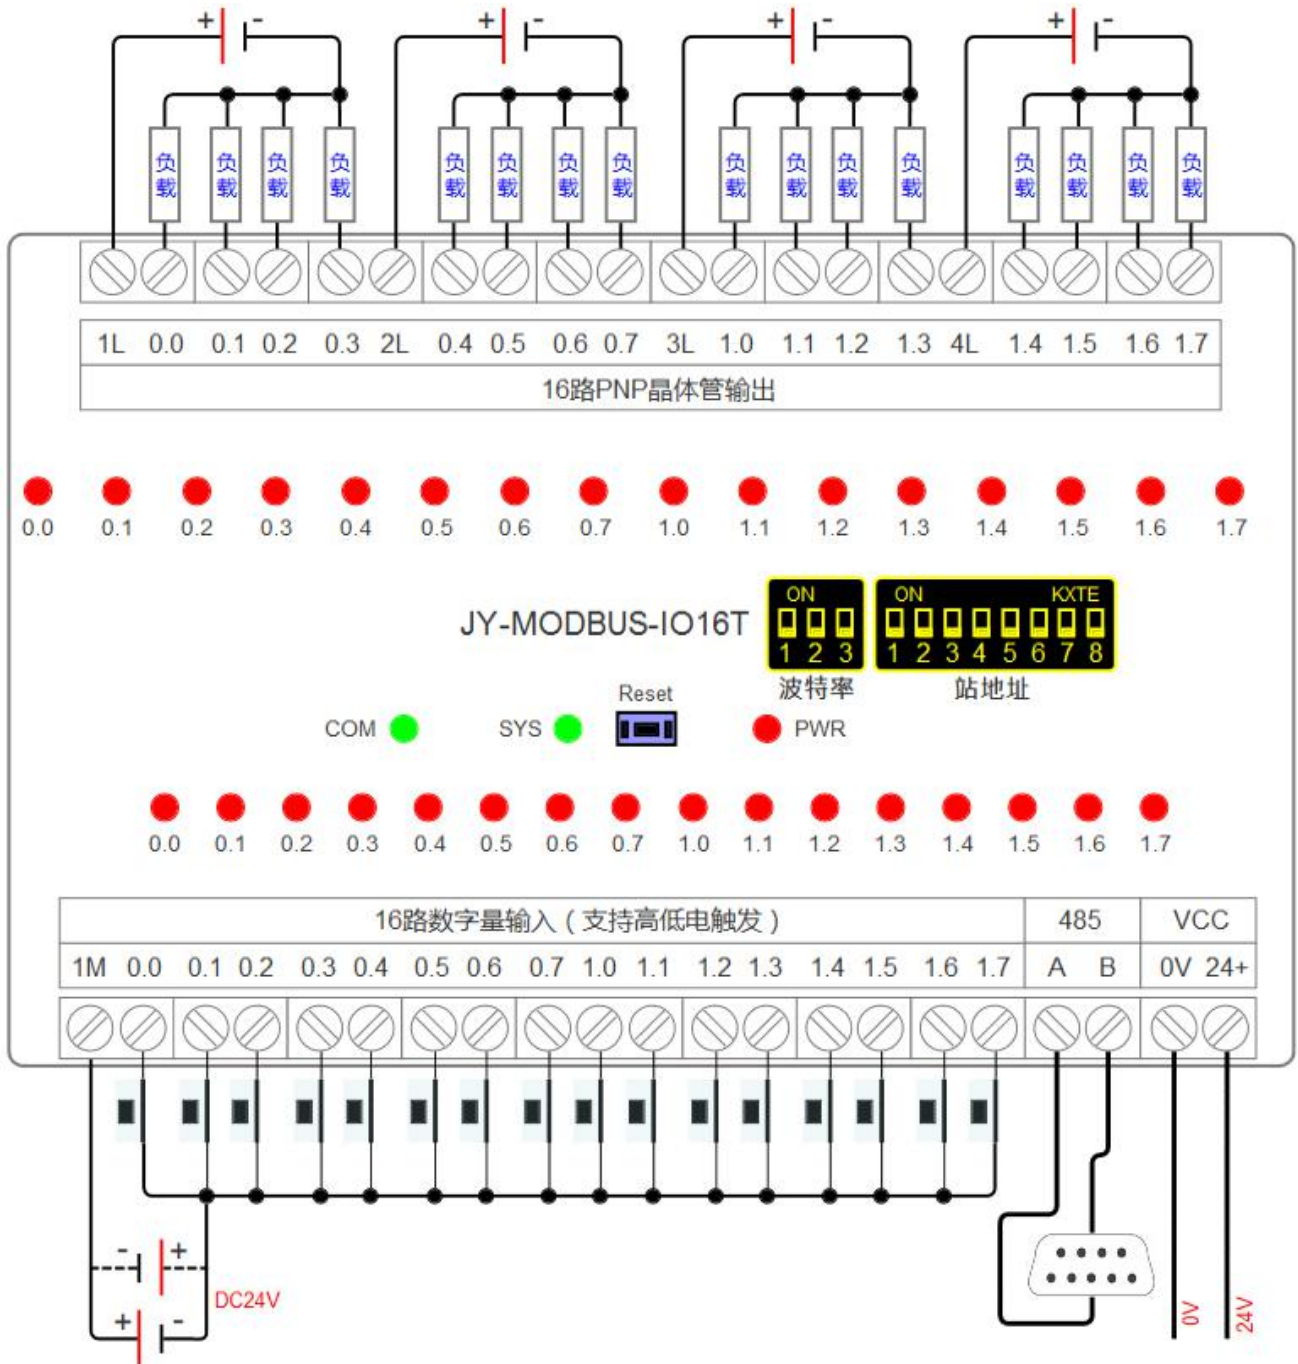 + - + - + - + -
负载 负载 负载 负载 负载 负载 负载 负载 负载 负载 负载 负载 负载 负载 负载 负载
1L 0.0 0.1 0.2 0.3 2L 0.4 0.5 0.6 0.7 3L 1.0 1.1 1.2 1.3 4L 1.4 1.5 1.6 1.7
16路PNP晶体管输出
0.0 0.1 0.2 0.3 0.4 0.5 0.6 0.7 1.0 1.1 1.2 1.3 1.4 1.5 1.6 1.7
ON ON KXTE
JY-MODBUS-IO16T
1 2 3 1 2 3 4 5 6 7 8
波特率 站地址
Reset
COM SYS PWR
0.0 0.1 0.2 0.3 0.4 0.5 0.6 0.7 1.0 1.1 1.2 1.3 1.4 1.5 1.6 1.7
16路数字量输入（支持高低电触发） 485 VCC
1M 0.0 0.1 0.2 0.3 0.4 0.5 0.6 0.7 1.0 1.1 1.2 1.3 1.4 1.5 1.6 1.7 A B 0V 24+
- +
DC24V
+ -
0V
24V